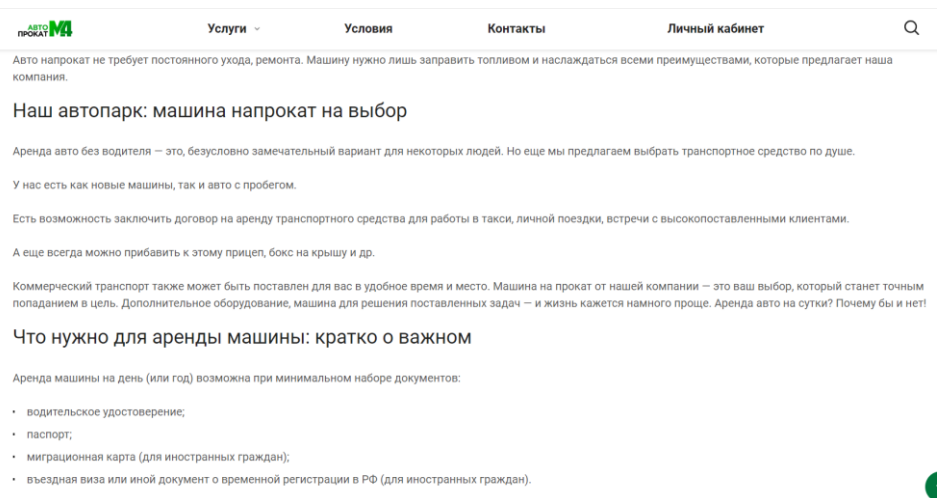 АВТО
ПРОКАТ М4
Услуги
Условия
Контакты
Личный кабинет
Авто напрокат не требует постоянного ухода, ремонта. Машину нужно лишь заправить топливом и наслаждаться всеми преимуществами, которые предлагает наша
компания.
Наш автопарк: машина напрокат на выбор
Аренда авто без водителя — это, безусловно замечательный вариант для некоторых людей. Но еще мы предлагаем выбрать транспортное средство по душе.
У нас есть как новые машины, так и авто с пробегом.
Есть возможность заключить договор на аренду транспортного средства для работы в такси, личной поездки, встречи с высокопоставленными клиентами.
А еще всегда можно прибавить к этому прицеп, бокс на крышу и др.
Коммерческий транспорт также может быть поставлен для вас в удобное время и место. Машина на прокат от нашей компании — это ваш выбор, который станет точным
попаданием в цель. Дополнительное оборудование, машина для решения поставленных задач — и жизнь кажется намного проще. Аренда авто на сутки? Почему бы и нет!
Что нужно для аренды машины: кратко о важном
Аренда машины на день (или год) возможна при минимальном наборе документов:
• водительское удостоверение;
• паспорт;
• миграционная карта (для иностранных граждан);
• въездная виза или иной документ о временной регистрации в РФ (для иностранных граждан).